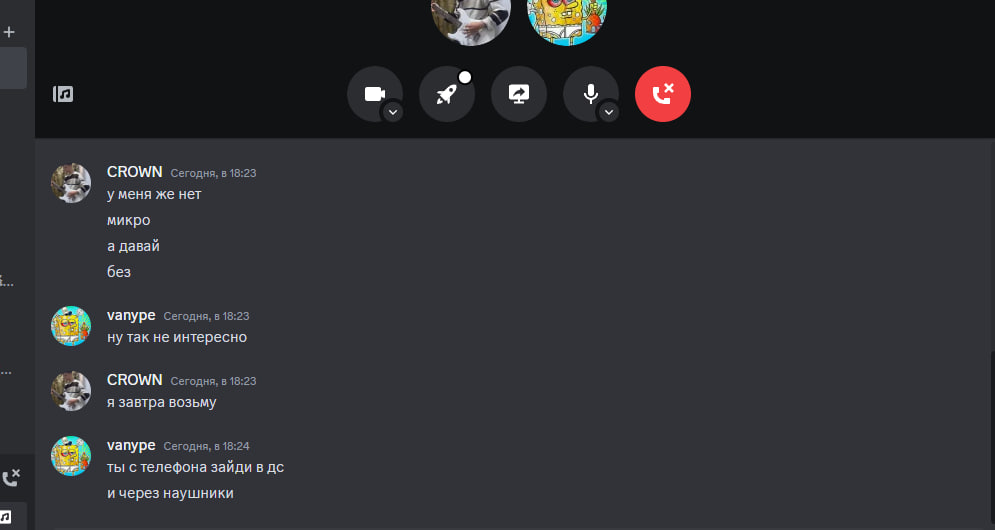 CROWN Сегодня, в 18:23
у меня же нет
микро
а давай
без
vanype Сегодня, в 18:23
ну так не интересно
CROWN Сегодня, в 18:23
я завтра возьму
vanype Сегодня, в 18:24
ты с телефона зайди в дс
и через наушники